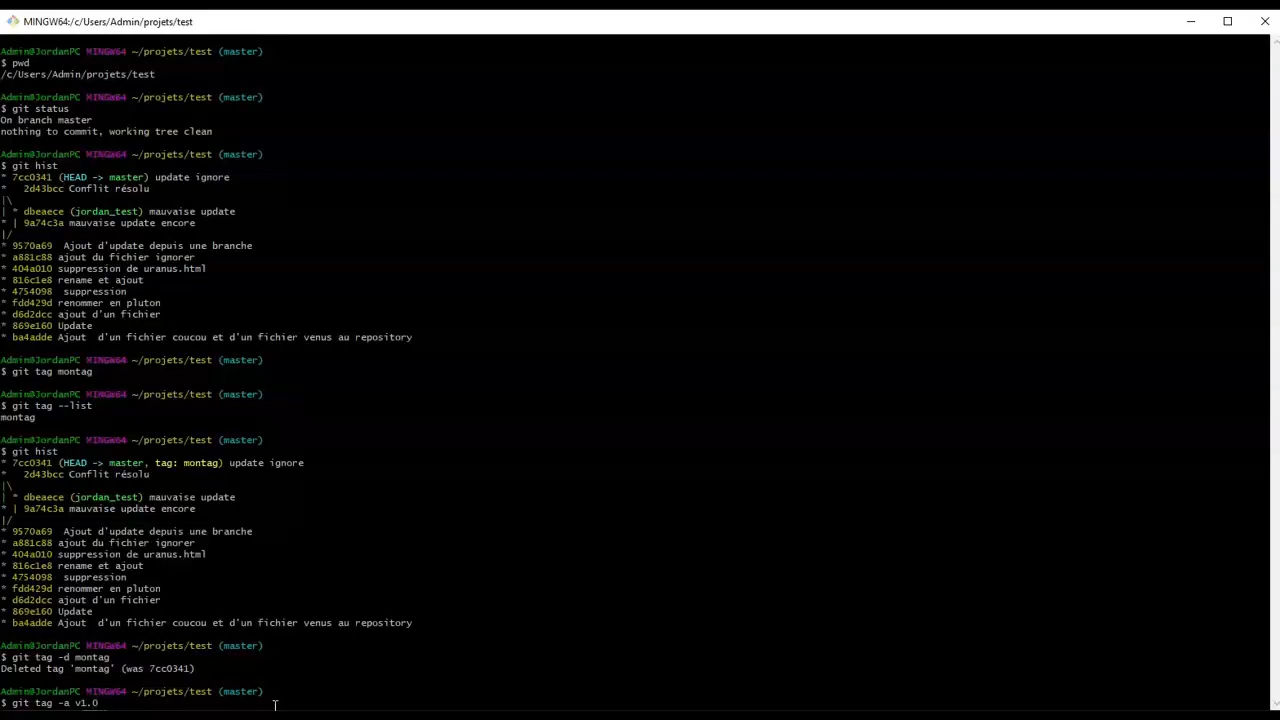 MINGW64:/c/Users/Admin/projets/test
Admin@JordanPC MINGW64 ~/projets/test (master)
$ pwd
/c/Users/Admin/projets/test
Admin@JordanPC MINGW64 ~/projets/test (master)
$ git status
On branch master
nothing to commit, working tree clean
Admin@JordanPC MINGW64 ~/projets/test (master)
$ git hist
* 7cc0341 (HEAD -> master) update ignore
*   2d43bcc Conflit résolu
|\
| * dbeaece (jordan_test) mauvaise update
* | 9a74c3a mauvaise update encore
|/
* 9570a69  Ajout d'update depuis une branche
* a881c88 ajout du fichier ignorer
* 404a010 suppression de uranus.html
* 816c1e8 rename et ajout
* 4754098  suppression
* fdd429d renommer en pluton
* d6d2dcc ajout d'un fichier
* 869e160 Update
* ba4adde Ajout  d'un fichier coucou et d'un fichier venus au repository
Admin@JordanPC MINGW64 ~/projets/test (master)
$ git tag montag
Admin@JordanPC MINGW64 ~/projets/test (master)
$ git tag --list
montag
Admin@JordanPC MINGW64 ~/projets/test (master)
$ git hist
* 7cc0341 (HEAD -> master, tag: montag) update ignore
*   2d43bcc Conflit résolu
|\
| * dbeaece (jordan_test) mauvaise update
* | 9a74c3a mauvaise update encore
|/
* 9570a69  Ajout d'update depuis une branche
* a881c88 ajout du fichier ignorer
* 404a010 suppression de uranus.html
* 816c1e8 rename et ajout
* 4754098  suppression
* fdd429d renommer en pluton
* d6d2dcc ajout d'un fichier
* 869e160 Update
* ba4adde Ajout  d'un fichier coucou et d'un fichier venus au repository
Admin@JordanPC MINGW64 ~/projets/test (master)
$ git tag -d montag
Deleted tag 'montag' (was 7cc0341)
Admin@JordanPC MINGW64 ~/projets/test (master)
$ git tag -a v1.0